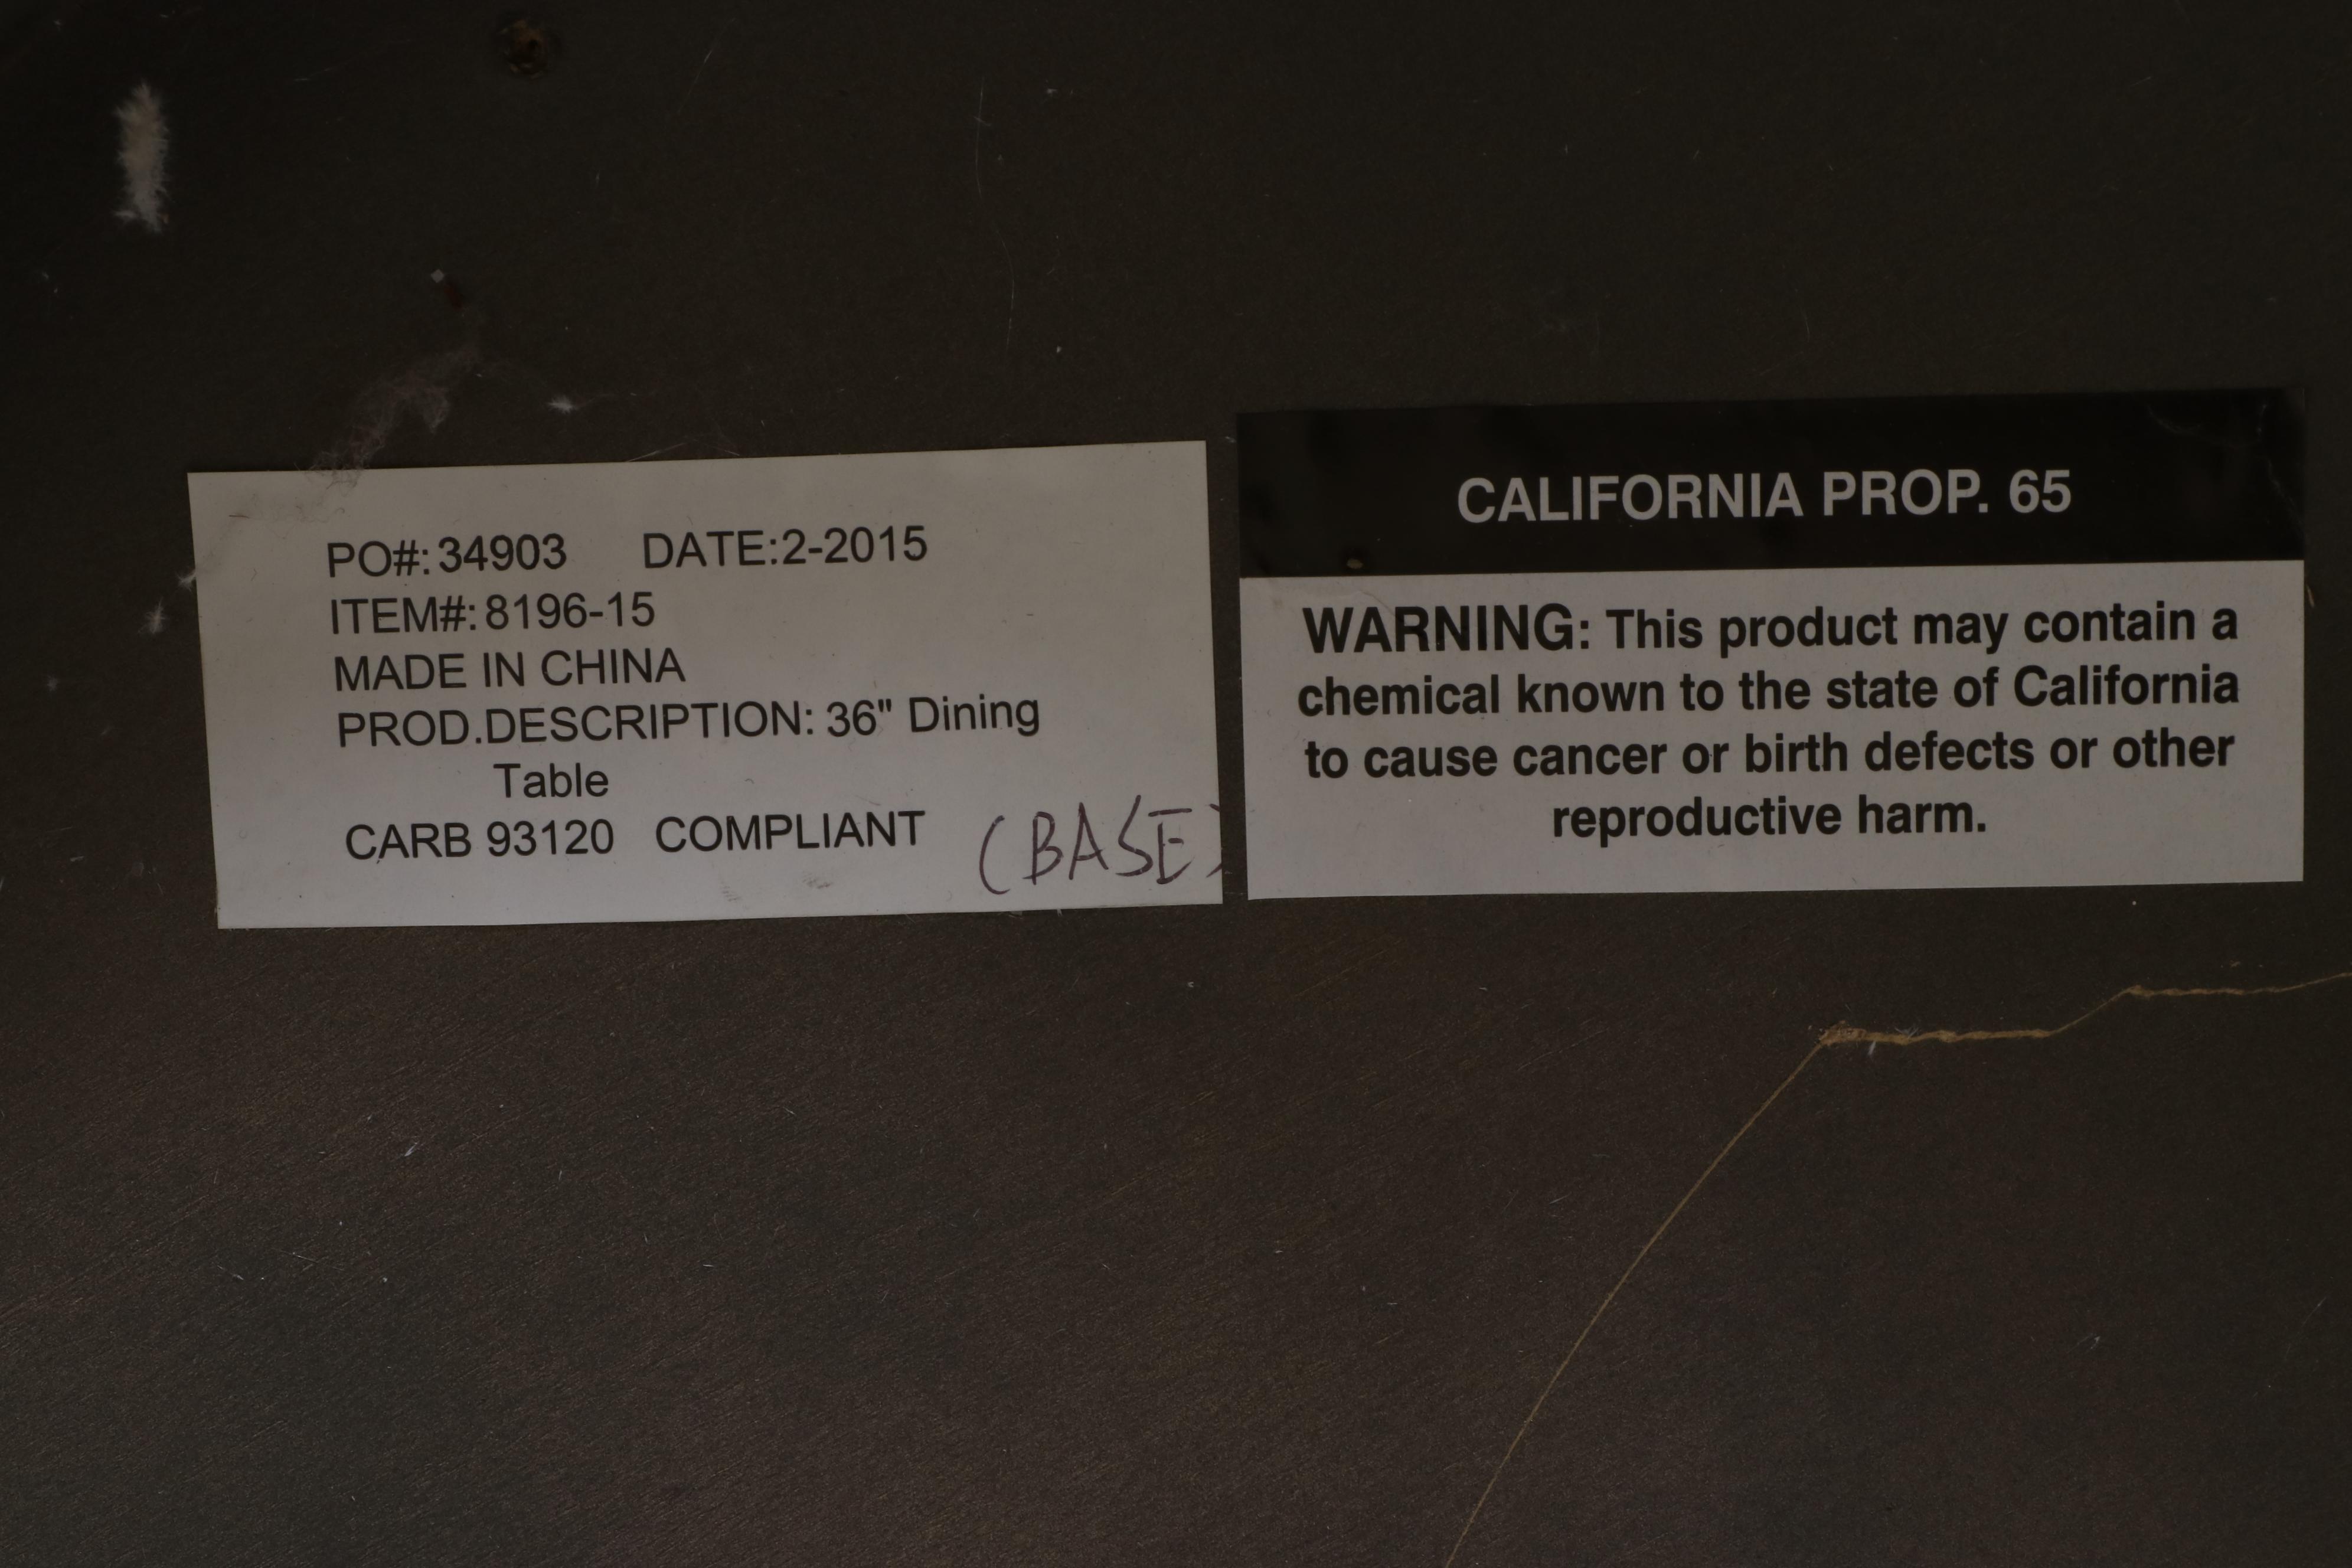 PO#: 34903 DATE:2-2015
ITEM#: 8196-15
MADE IN CHINA
PROD.DESCRIPTION: 36" Dining
Table
CARB 93120 COMPLIANT
(BASE)
CALIFORNIA PROP. 65
WARNING: This product may contain a
chemical known to the state of California
to cause cancer or birth defects or other
reproductive harm.